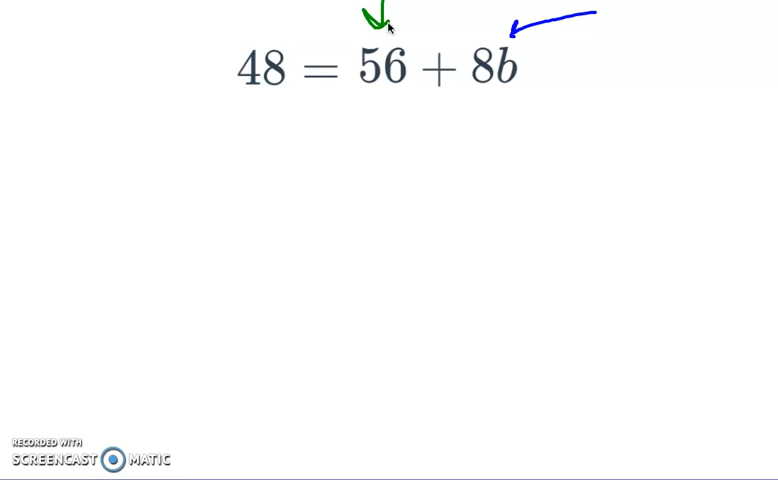 48 = 56 + 8b
RECORDED WITH
SCREENCAST MATIC